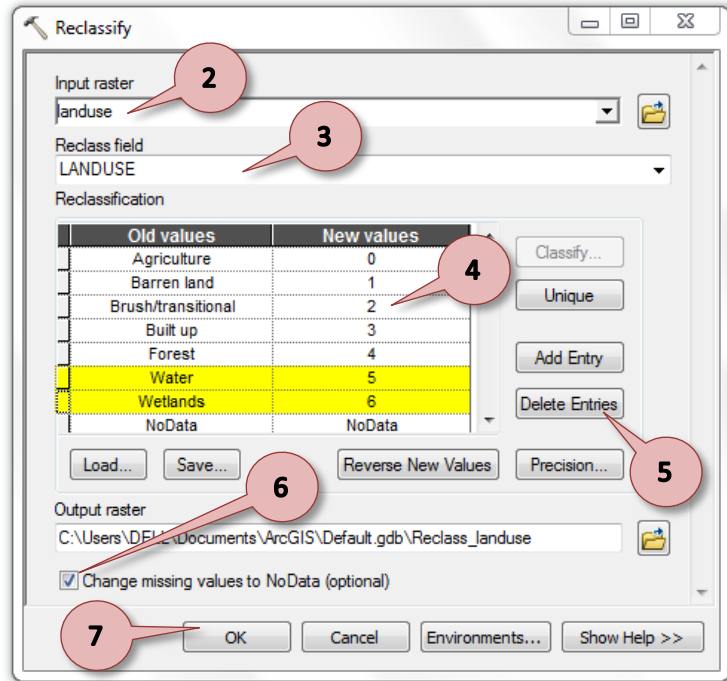 Reclassify
2
Input raster
landuse
3
Reclass field
LANDUSE
Reclassification
Old values New values
Agriculture 0
Barren land 1
Brush/transitional 2
Built up 3
Forest 4
Water 5
Wetlands 6
NoData NoData
4
Classify...
Unique
Add Entry
Delete Entries
5
Load... Save... Reverse New Values Precision...
6
Output raster
C:\Users\DELL\Documents\ArcGIS\Default.gdb\Reclass_landuse
Change missing values to NoData (optional)
7
OK Cancel Environments... Show Help >>